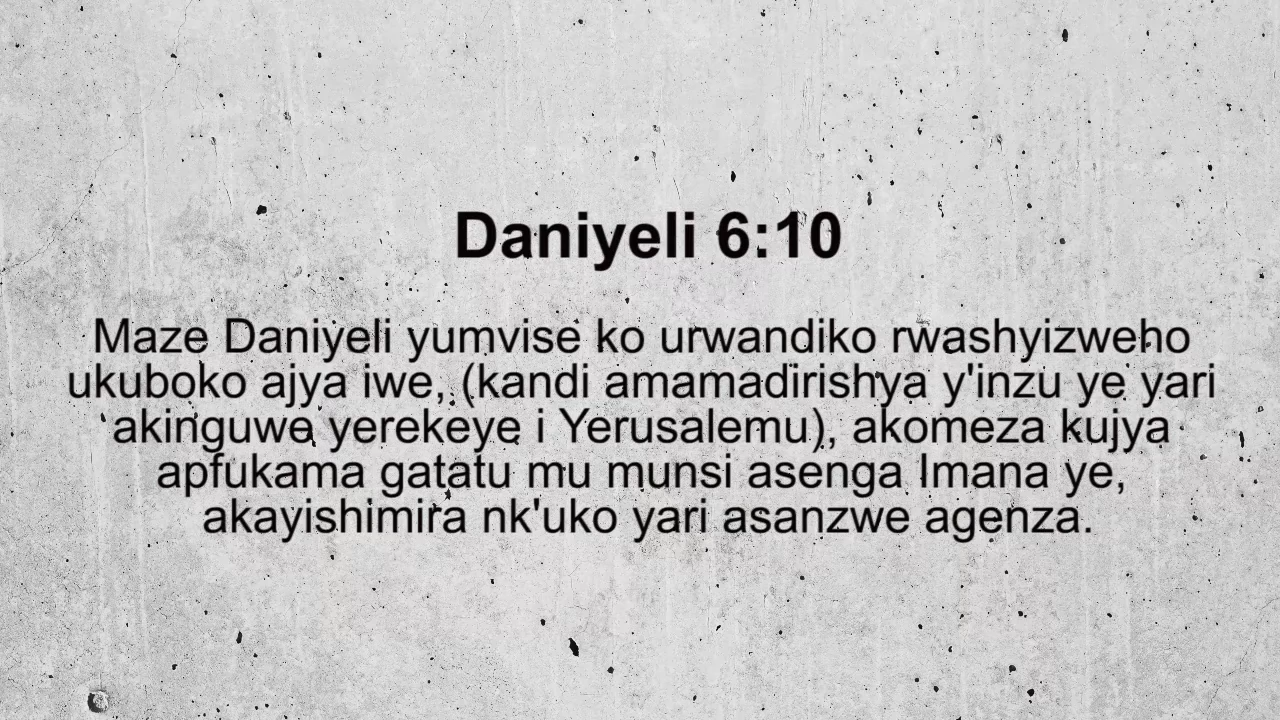 Daniyeli 6:10
Maze Daniyeli yumvise ko urwandiko rwashyizweho
ukuboko ajya iwe, (kandi amamadirishya y'inzu ye yari
akinguwe yerekeye i Yerusalemu), akomeza kujya
apfukama gatatu mu munsi asenga Imana ye,
akayishimira nk'uko yari asanzwe agenza.